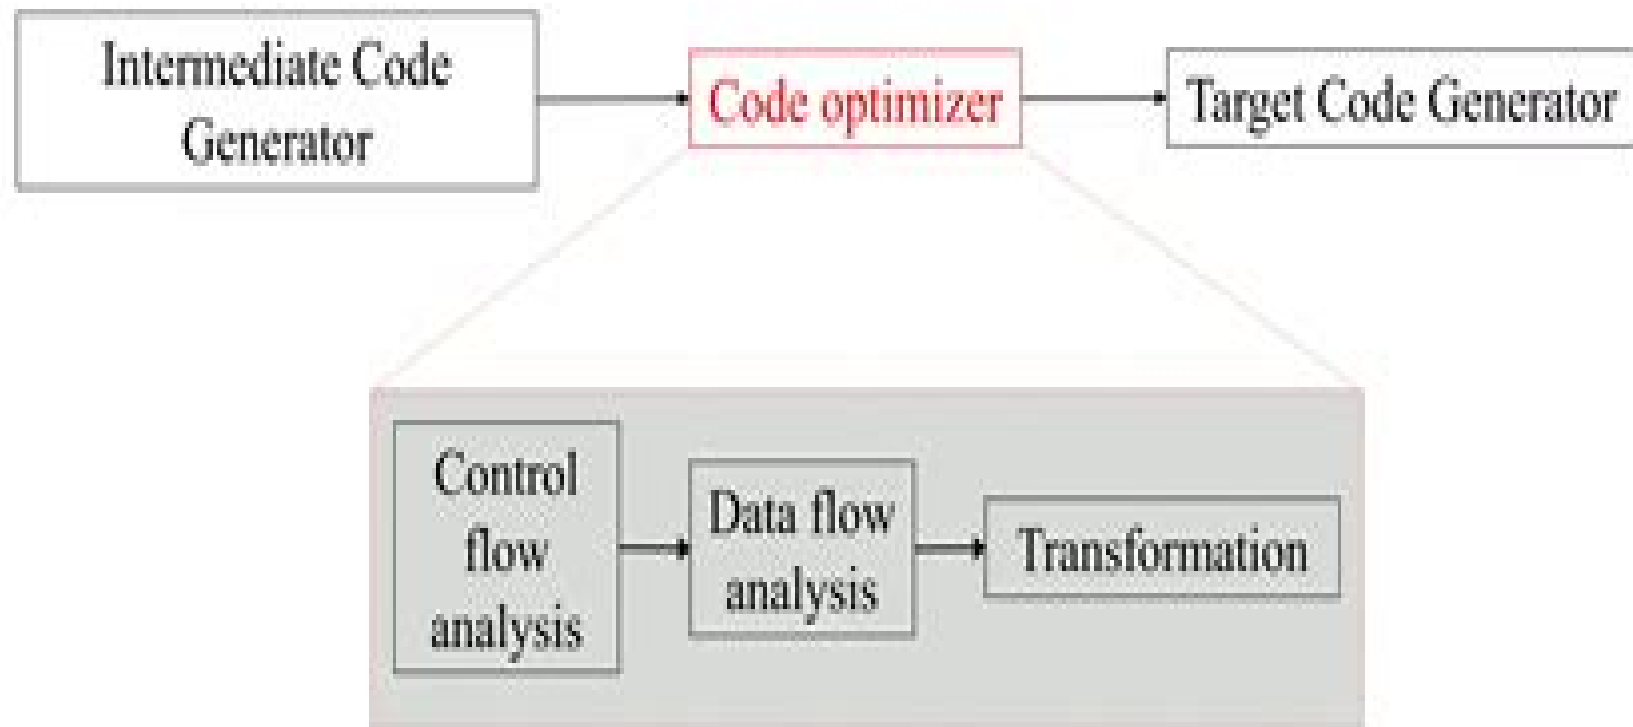 Intermediate Code
Generator
Code optimizer
Target Code Generator
Control
flow
analysis
Data flow
analysis
Transformation